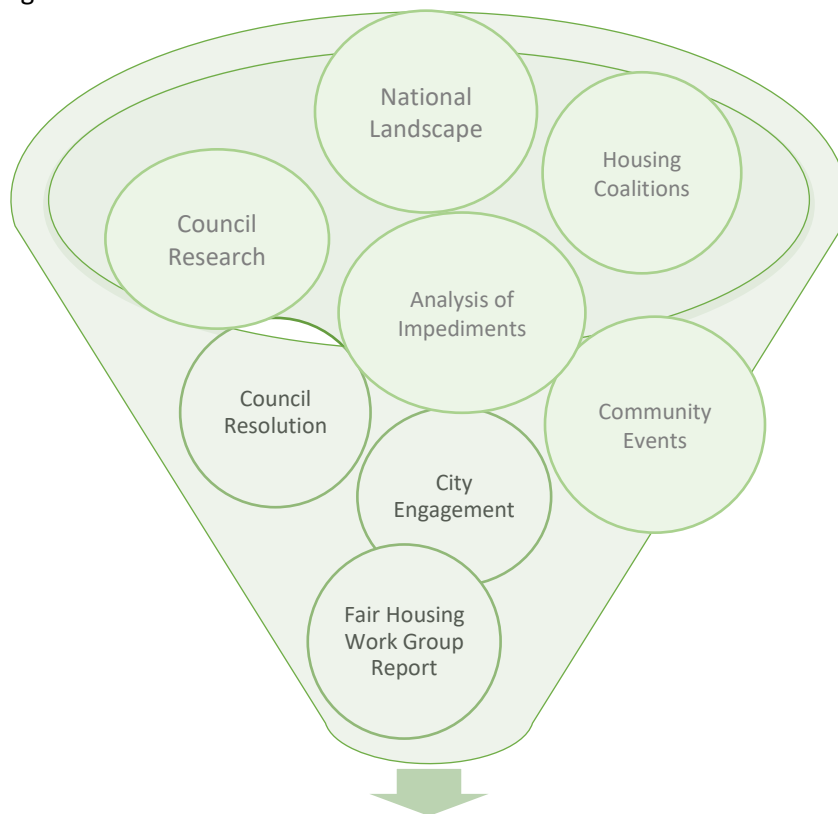 National
Landscape
Housing
Coalitions
Council
Research
Analysis of
Impediments
Council
Resolution
Community
Events
City
Engagement
Fair Housing
Work Group
Report